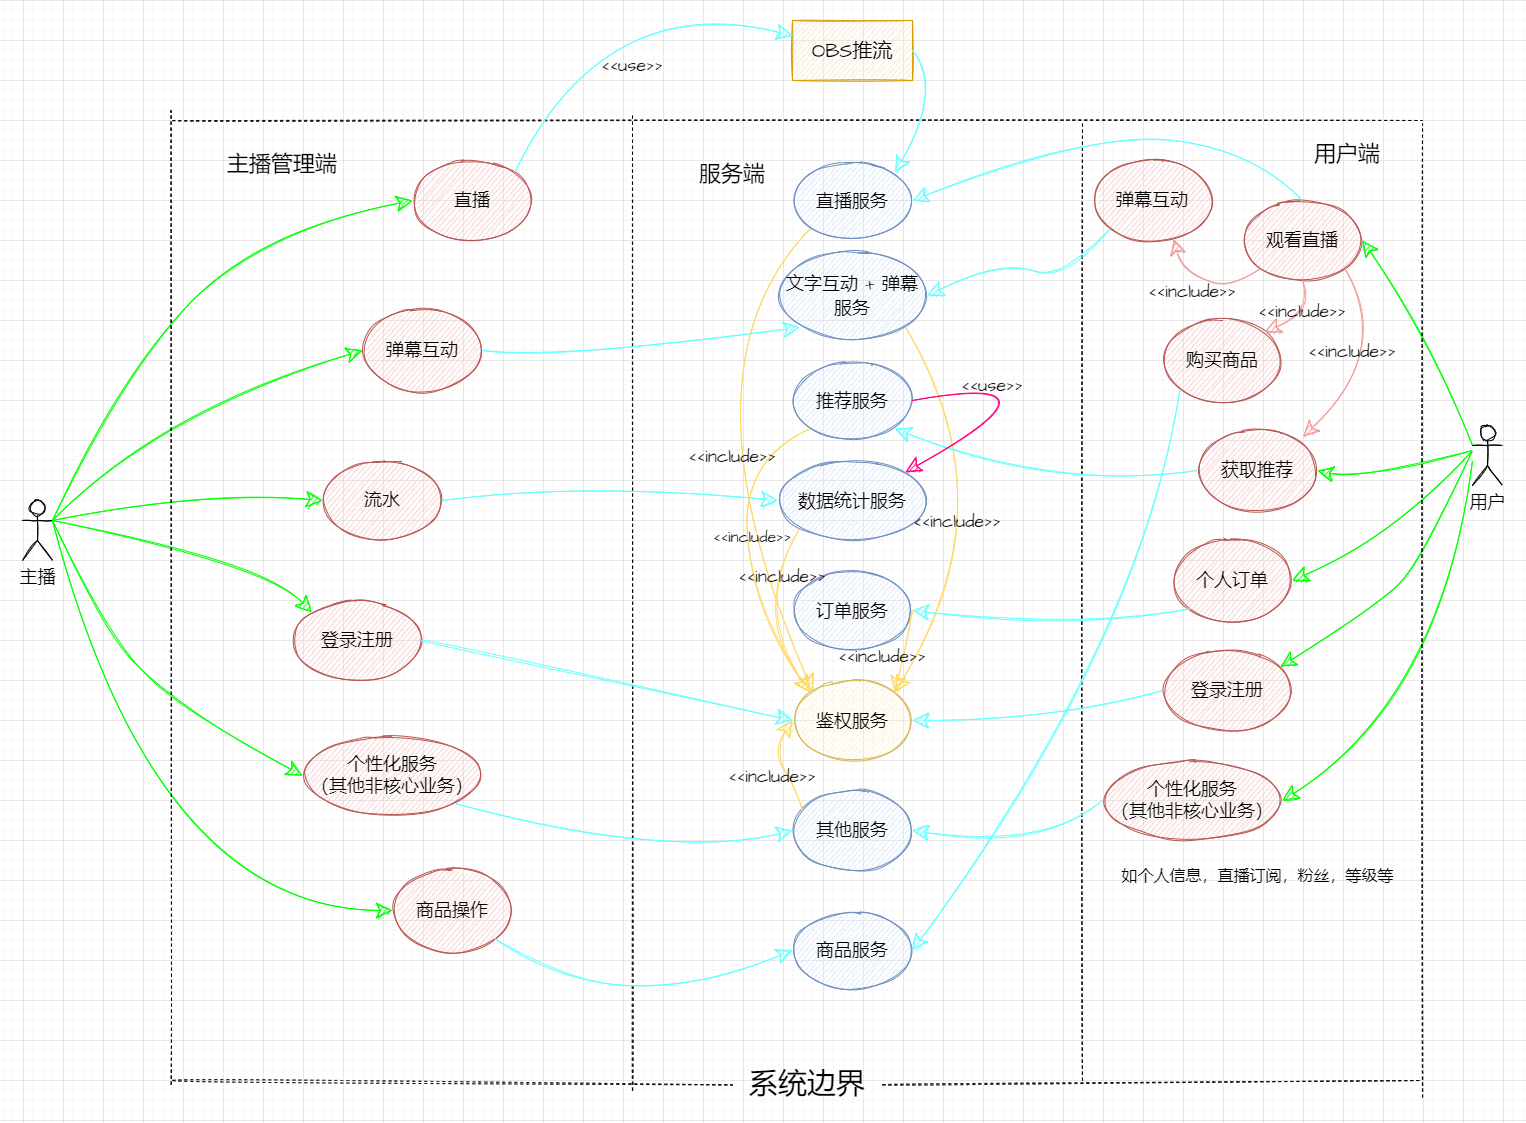 OBS推流
<<use>>
主播管理端
服务端
用户端
直播
直播服务
弹幕互动
观看直播
文字互动 + 弹幕
服务
<<include>>
<<include>>
<<include>>
弹幕互动
购买商品
推荐服务
<<use>>
<<include>>
获取推荐
流水
数据统计服务
<<include>>
<<include>>
用户
主播
<<include>>
个人订单
订单服务
登录注册
<<include>>
登录注册
鉴权服务
个性化服务
（其他非核心业务）
<<include>>
个性化服务
（其他非核心业务）
其他服务
如个人信息，直播订阅，粉丝，等级等
商品操作
商品服务
系统边界